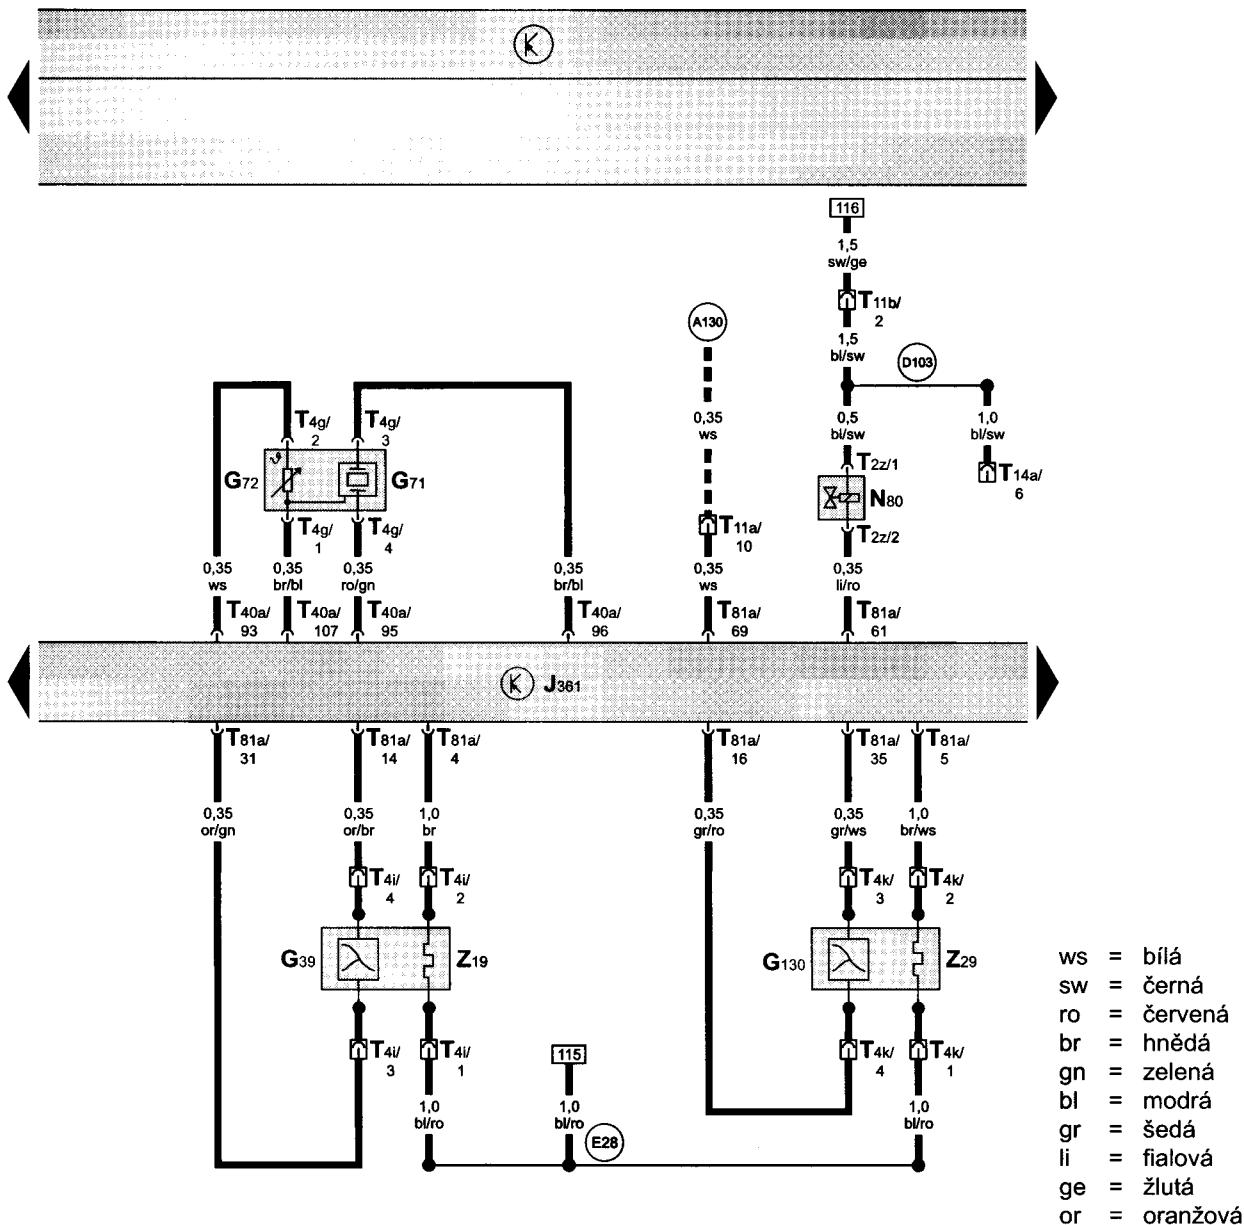 116
1,5
sw/ge
T11b/
2
A130
1,5
bl/sw
D103
T4g/
2
T4g/
3
0,35
ws
0,5
bl/sw
1,0
bl/sw
ϑ
T2z/1
T14a/
6
G72
G71
N80
T4g/
1
T4g/
4
T11a/
10
T2z/2
0,35
ws
0,35
br/bl
0,35
ro/gn
0,35
br/bl
0,35
ws
0,35
li/ro
T40a/
93
T40a/
107
T40a/
95
T40a/
96
T81a/
69
T81a/
61
J361
T81a/
31
T81a/
14
T81a/
4
T81a/
16
T81a/
35
T81a/
5
0,35
or/gn
0,35
or/br
1,0
br
0,35
gr/ro
0,35
gr/ws
1,0
br/ws
T4i/
4
T4i/
2
T4k/
3
T4k/
2
G39
Z19
G130
Z29
T4i/
3
T4i/
1
115
T4k/
4
T4k/
1
1,0
bl/ro
1,0
bl/ro
1,0
bl/ro
E28
ws = bílá
sw = černá
ro = červená
br = hnědá
gn = zelená
bl = modrá
gr = šedá
li = fialová
ge = žlutá
or = oranžová